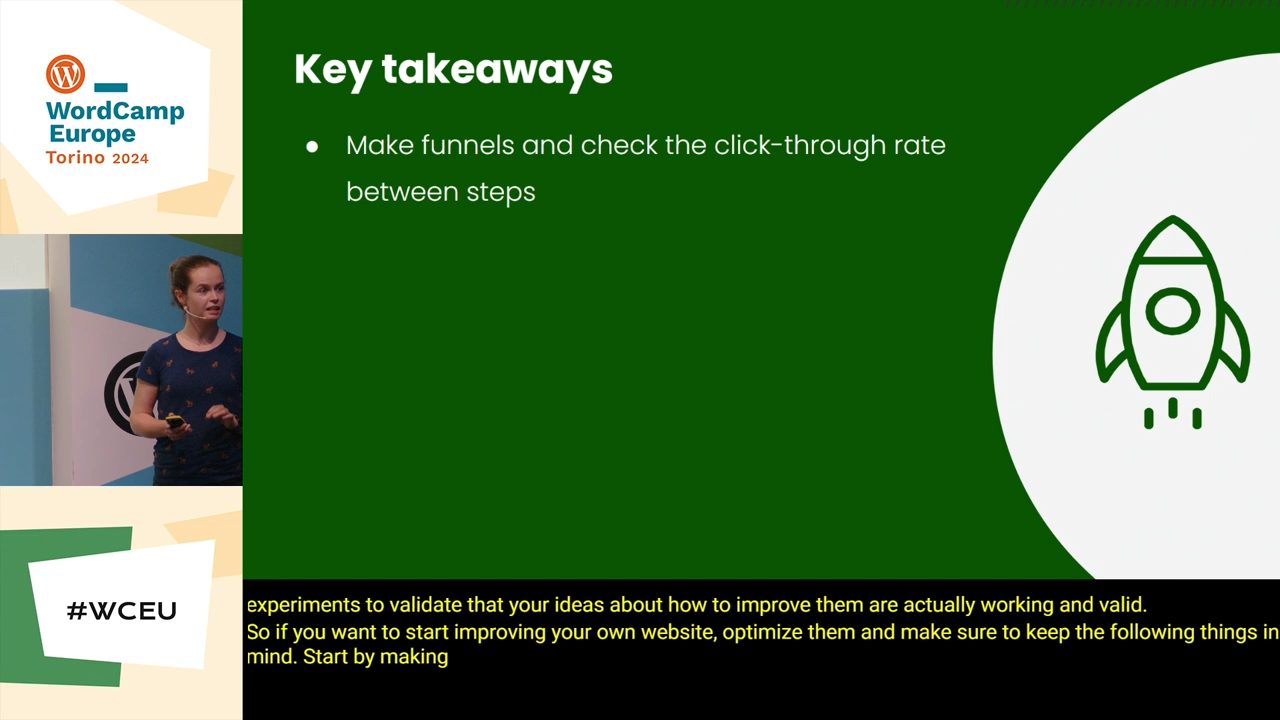 WordCamp
Europe
Torino 2024
#WCEU
Key takeaways
● Make funnels and check the click-through rate
between steps
experiments to validate that your ideas about how to improve them are actually working and valid.
So if you want to start improving your own website, optimize them and make sure to keep the following things in
mind. Start by making